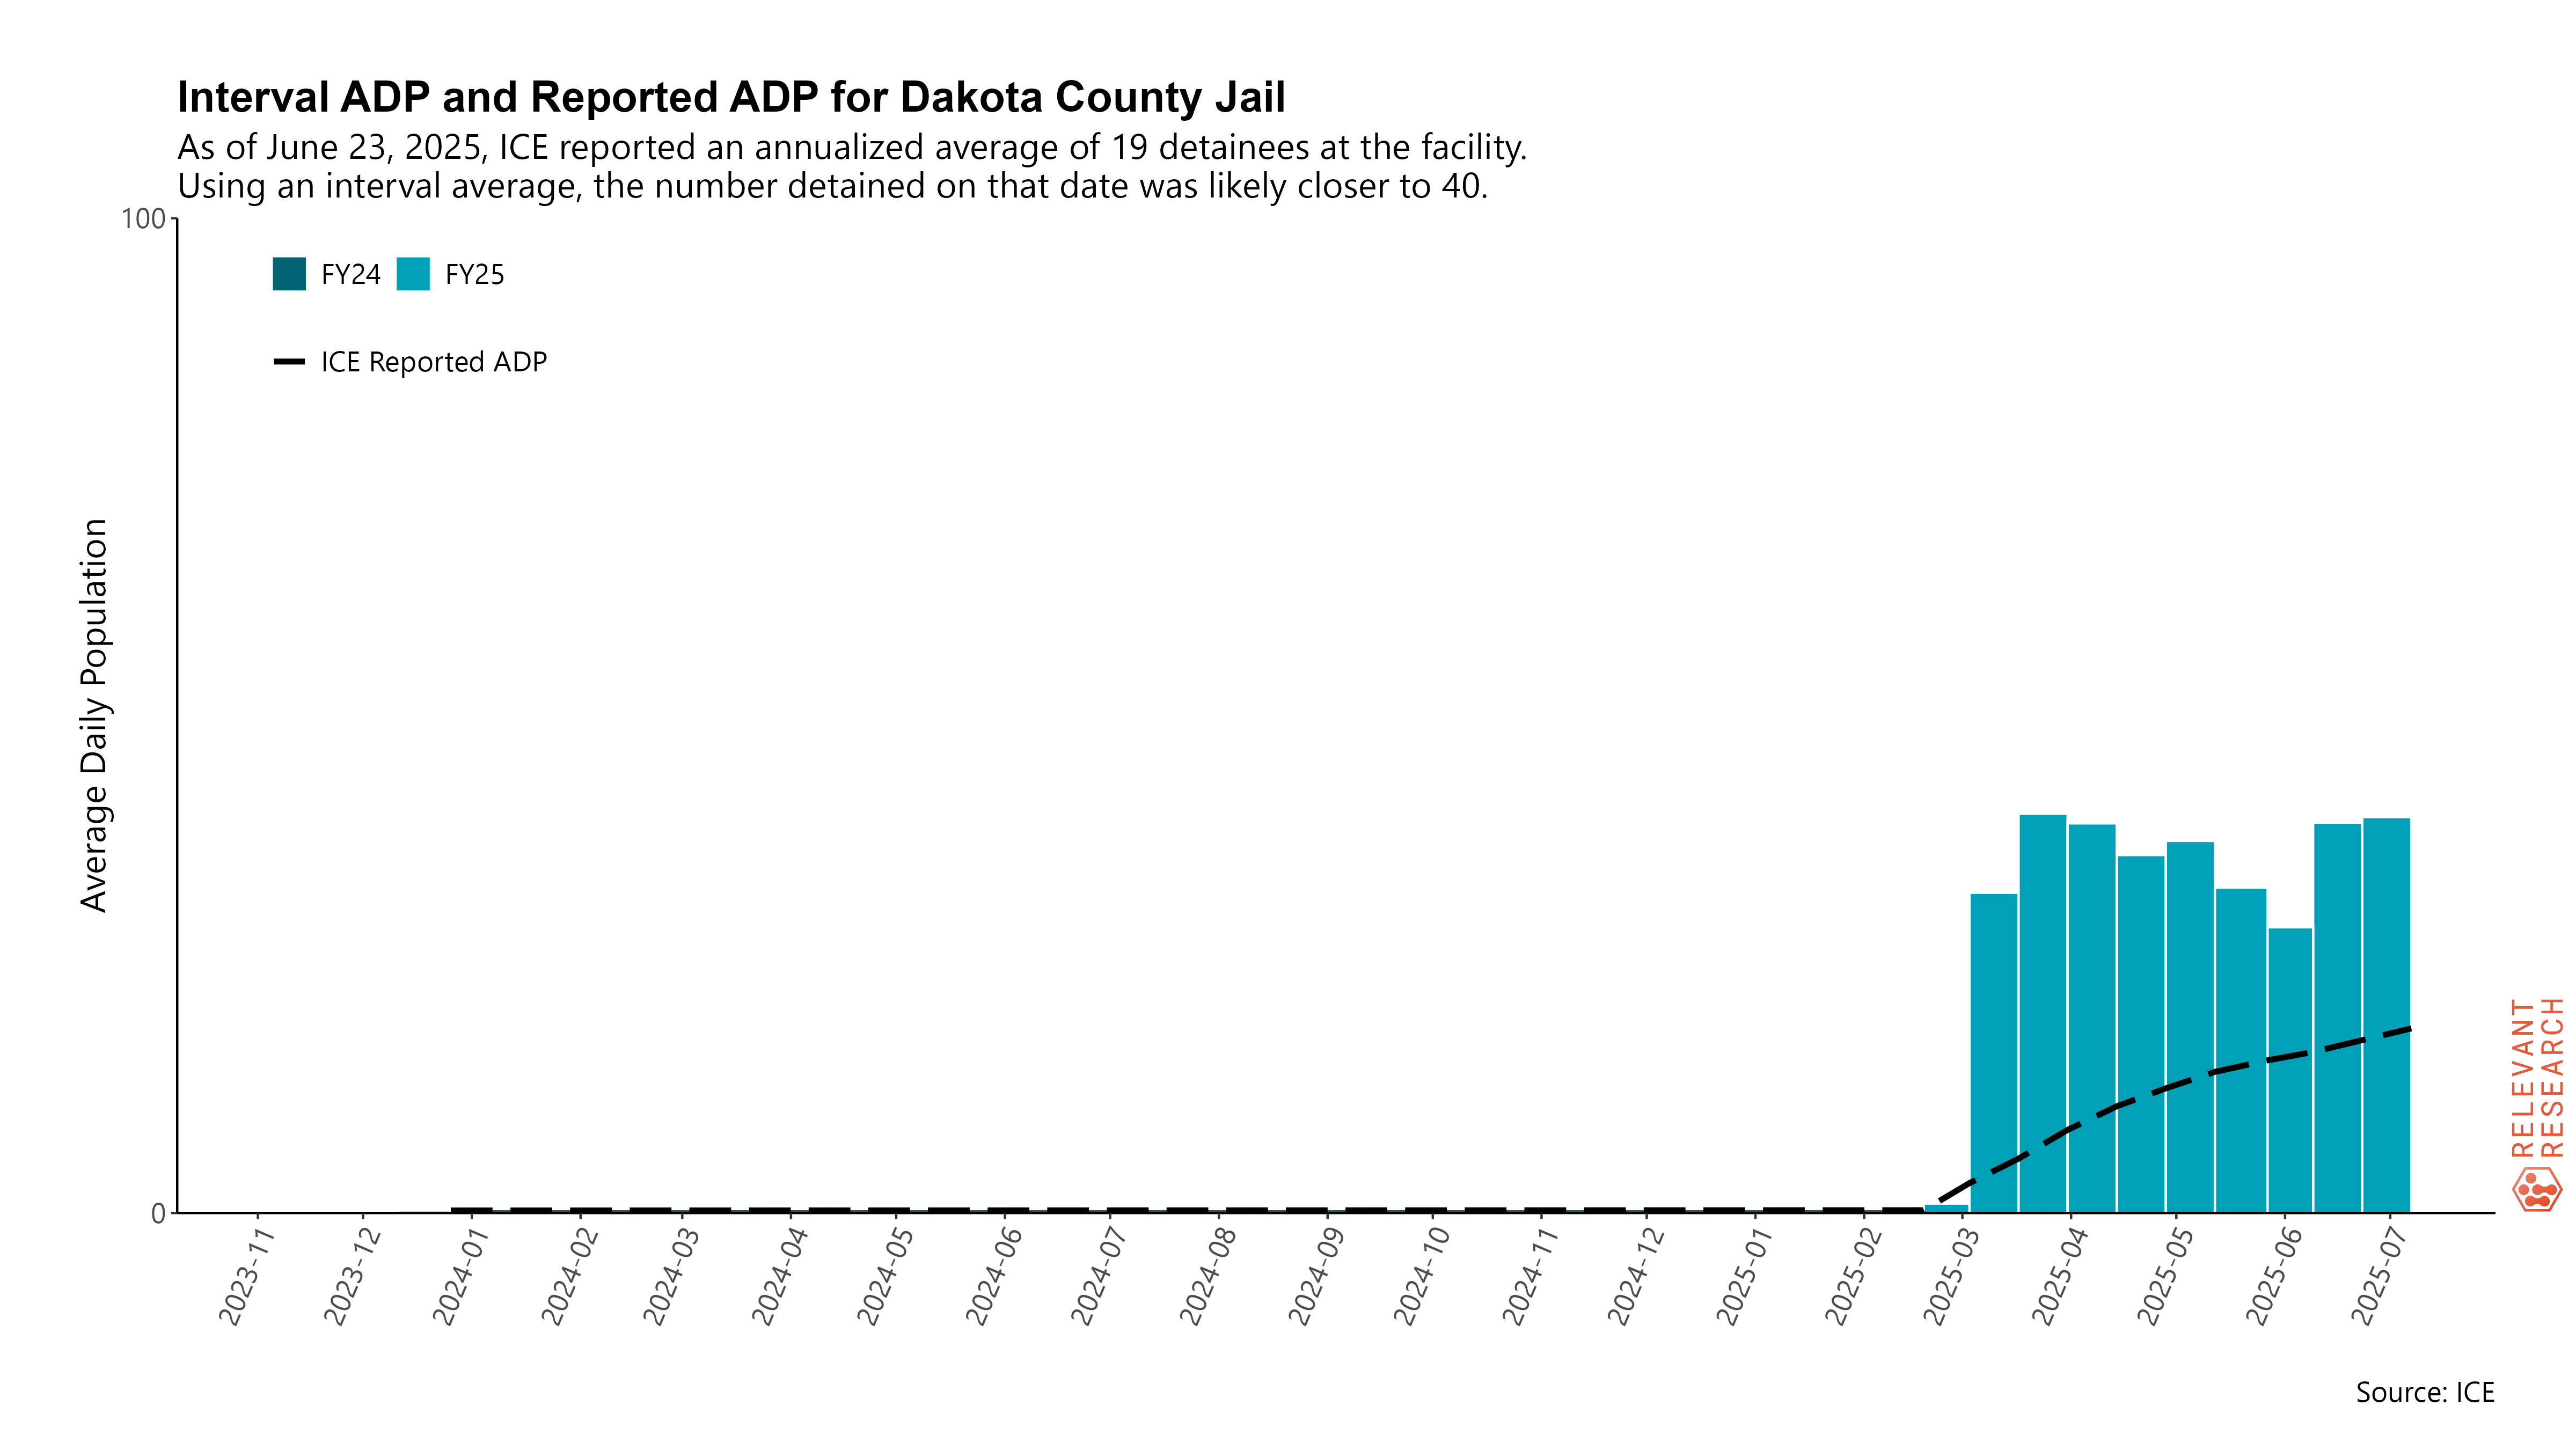 Interval ADP and Reported ADP for Dakota County Jail
As of June 23, 2025, ICE reported an annualized average of 19 detainees at the facility.
Using an interval average, the number detained on that date was likely closer to 40.
100
FY24 FY25
ICE Reported ADP
Average Daily Population
0
2023-11
2023-12
2024-01
2024-02
2024-03
2024-04
2024-05
2024-06
2024-07
2024-08
2024-09
2024-10
2024-11
2024-12
2025-01
2025-02
2025-03
2025-04
2025-05
2025-06
2025-07
RELEVANT
RESEARCH
Source: ICE